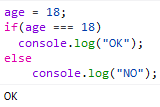 age = 18;
if(age === 18)
  console.log("OK");
else
  console.log("NO");
OK